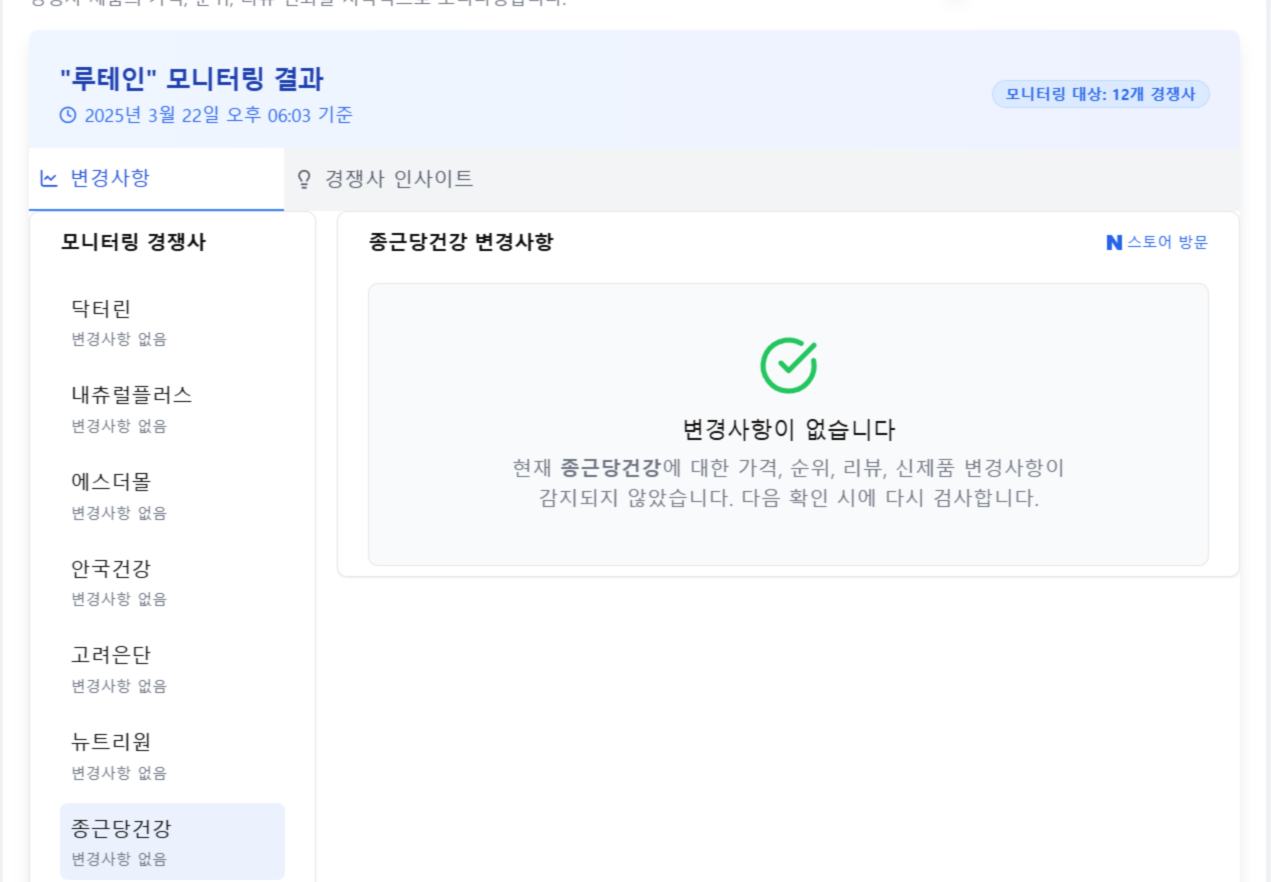 "루테인" 모니터링 결과
2025년 3월 22일 오후 06:03 기준
모니터링 대상: 12개 경쟁사
변경사항
경쟁사 인사이트
모니터링 경쟁사
닥터린
변경사항 없음
내츄럴플러스
변경사항 없음
에스더몰
변경사항 없음
안국건강
변경사항 없음
고려은단
변경사항 없음
뉴트리원
변경사항 없음
종근당건강
변경사항 없음
종근당건강 변경사항
N 스토어 방문
변경사항이 없습니다
현재 종근당건강에 대한 가격, 순위, 리뷰, 신제품 변경사항이
감지되지 않았습니다. 다음 확인 시에 다시 검사합니다.